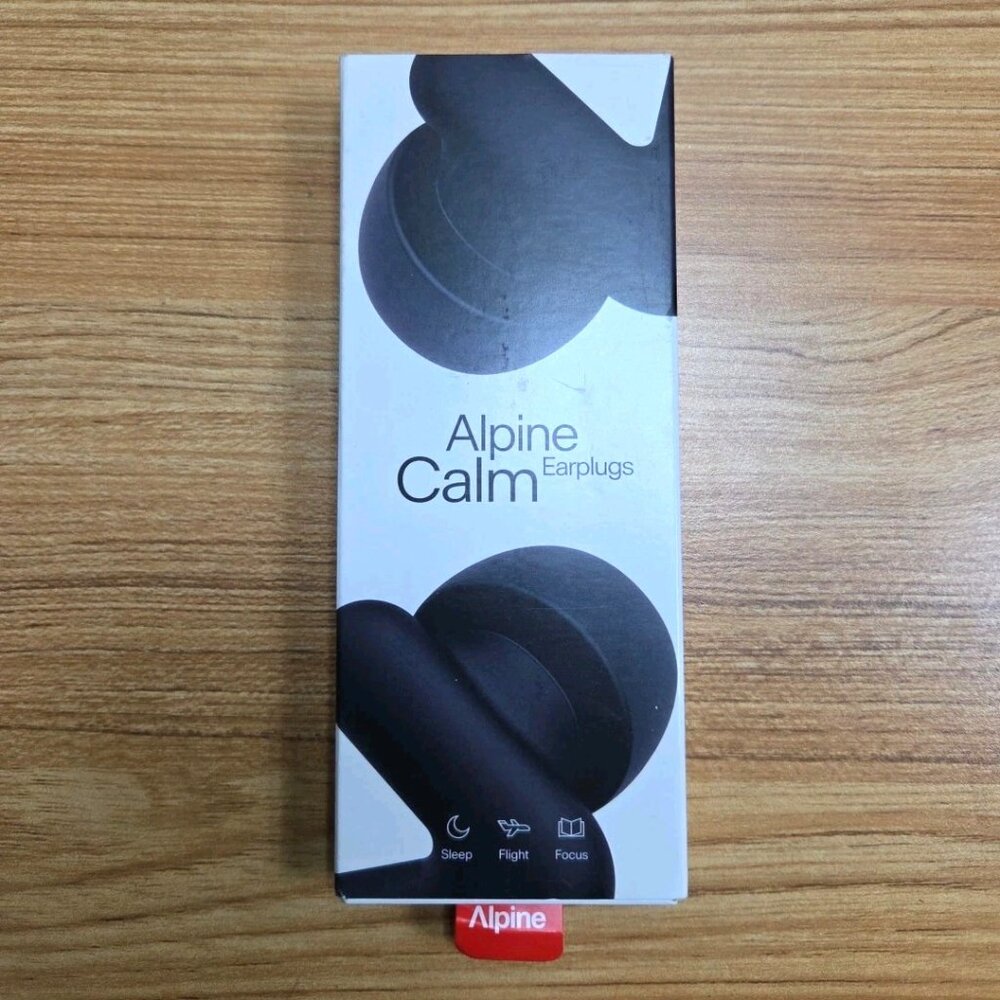 Alpine
Calm Earplugs
Sleep Flight Focus
Alpine